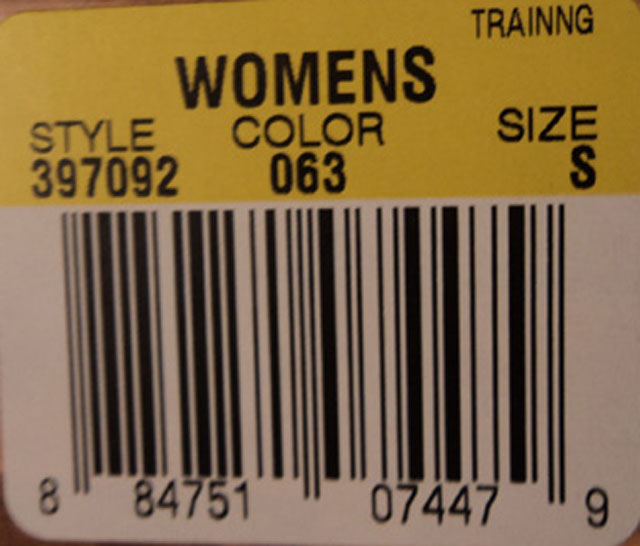 TRAINNG
WOMENS
STYLE COLOR SIZE
397092 063 S
8 84751 07447 9